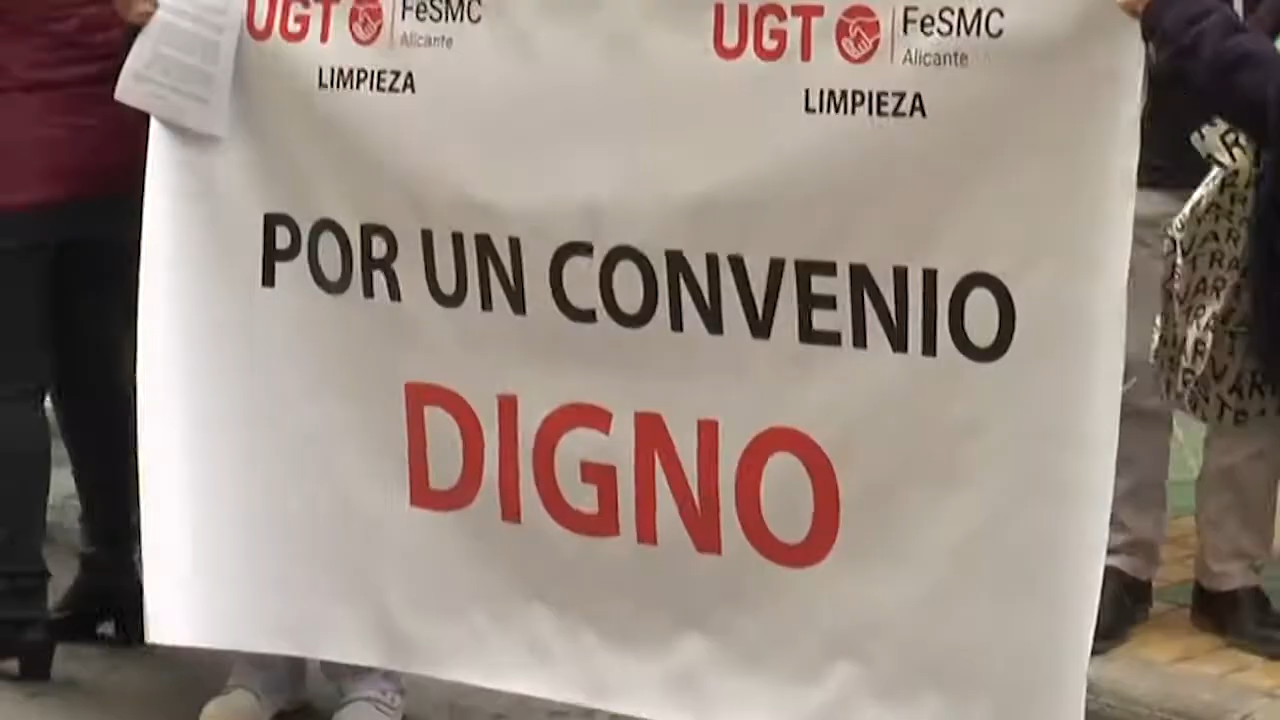 UGT FeSMC
Alicante
LIMPIEZA
UGT FeSMC
Alicante
LIMPIEZA
POR UN CONVENIO
DIGNO